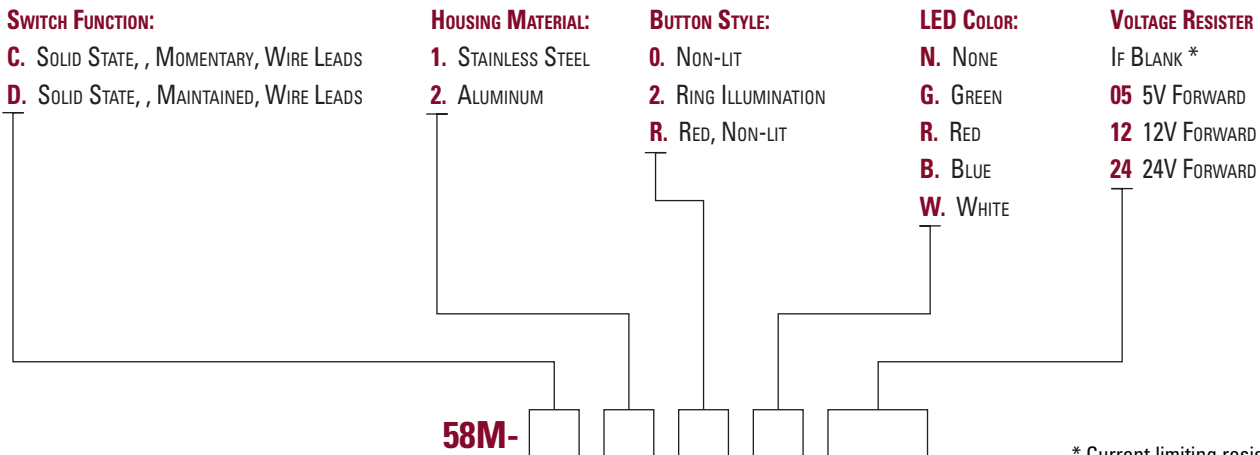 SWITCH FUNCTION:
C. SOLID STATE, , MOMENTARY, WIRE LEADS
D. SOLID STATE, , MAINTAINED, WIRE LEADS
HOUSING MATERIAL:
1. STAINLESS STEEL
2. ALUMINUM
BUTTON STYLE:
0. NON-LIT
2. RING ILLUMINATION
R. RED, NON-LIT
LED COLOR:
N. NONE
G. GREEN
R. RED
B. BLUE
W. WHITE
VOLTAGE RESISTER
IF BLANK *
05 5V FORWARD
12 12V FORWARD
24 24V FORWARD
58M-
* Current limiting